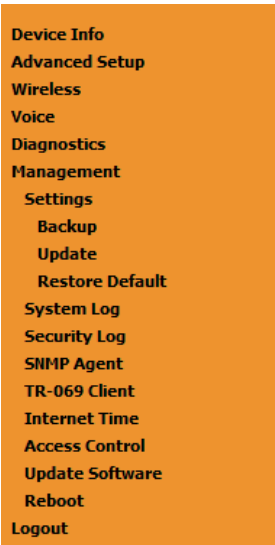 Device Info
Advanced Setup
Wireless
Voice
Diagnostics
Management
Settings
Backup
Update
Restore Default
System Log
Security Log
SNMP Agent
TR-069 Client
Internet Time
Access Control
Update Software
Reboot
Logout